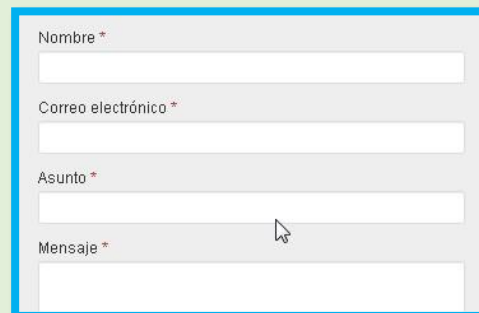 Nombre *
Correo electrónico *
Asunto *
Mensaje *